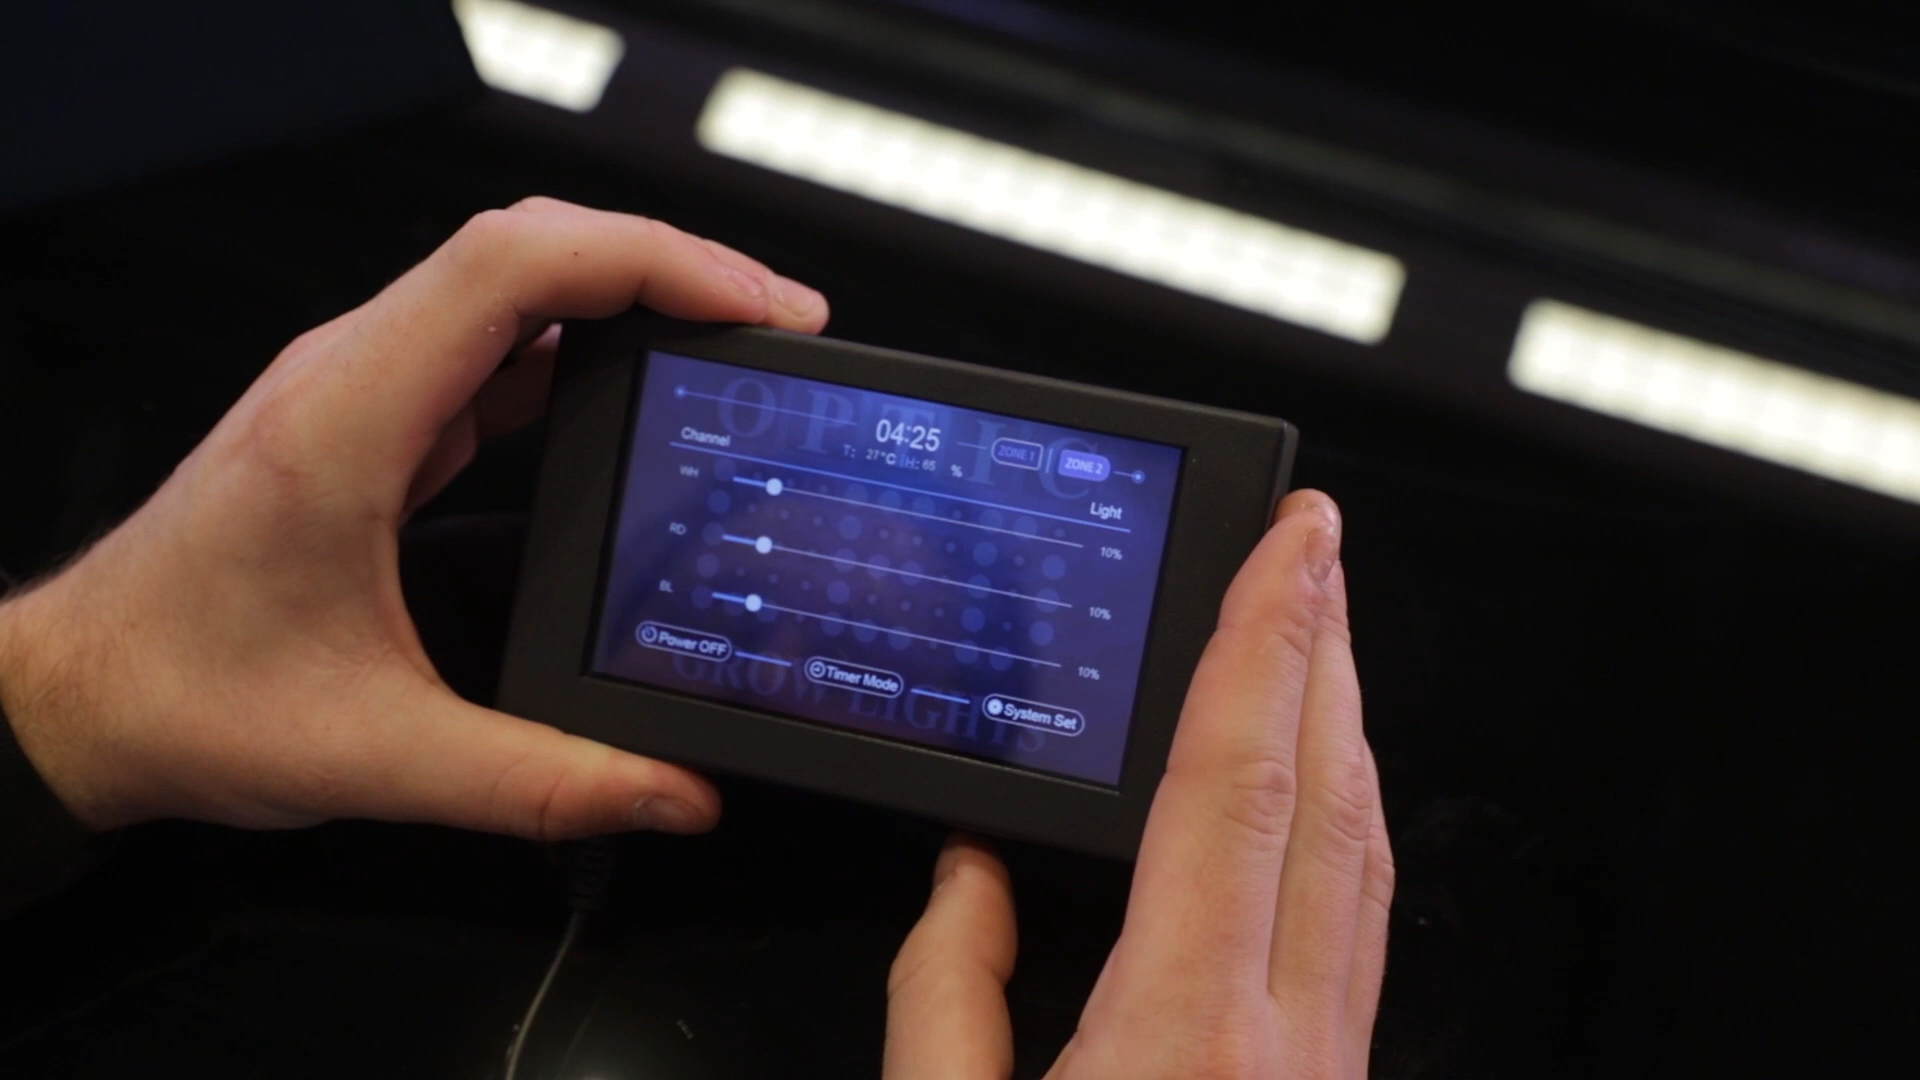 OPTIC
04:25
T: 27°C H: 65 %
ZONE 1 | ZONE 2
Channel
Light
WH 10%
RD 10%
BL 10%
Power OFF
Timer Mode
System Set
GROW LIGHTS